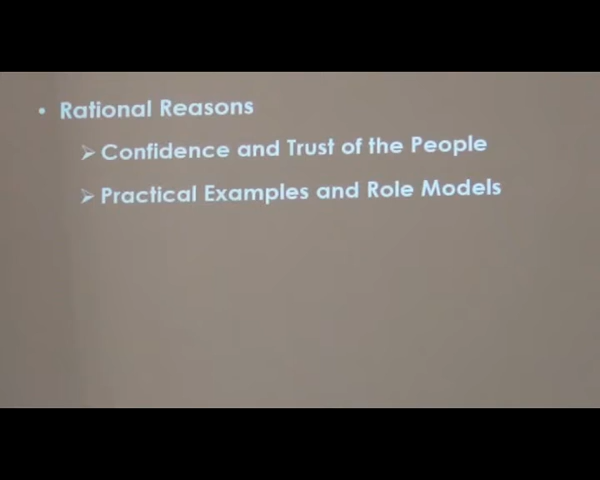 • Rational Reasons
➢ Confidence and Trust of the People
➢ Practical Examples and Role Models